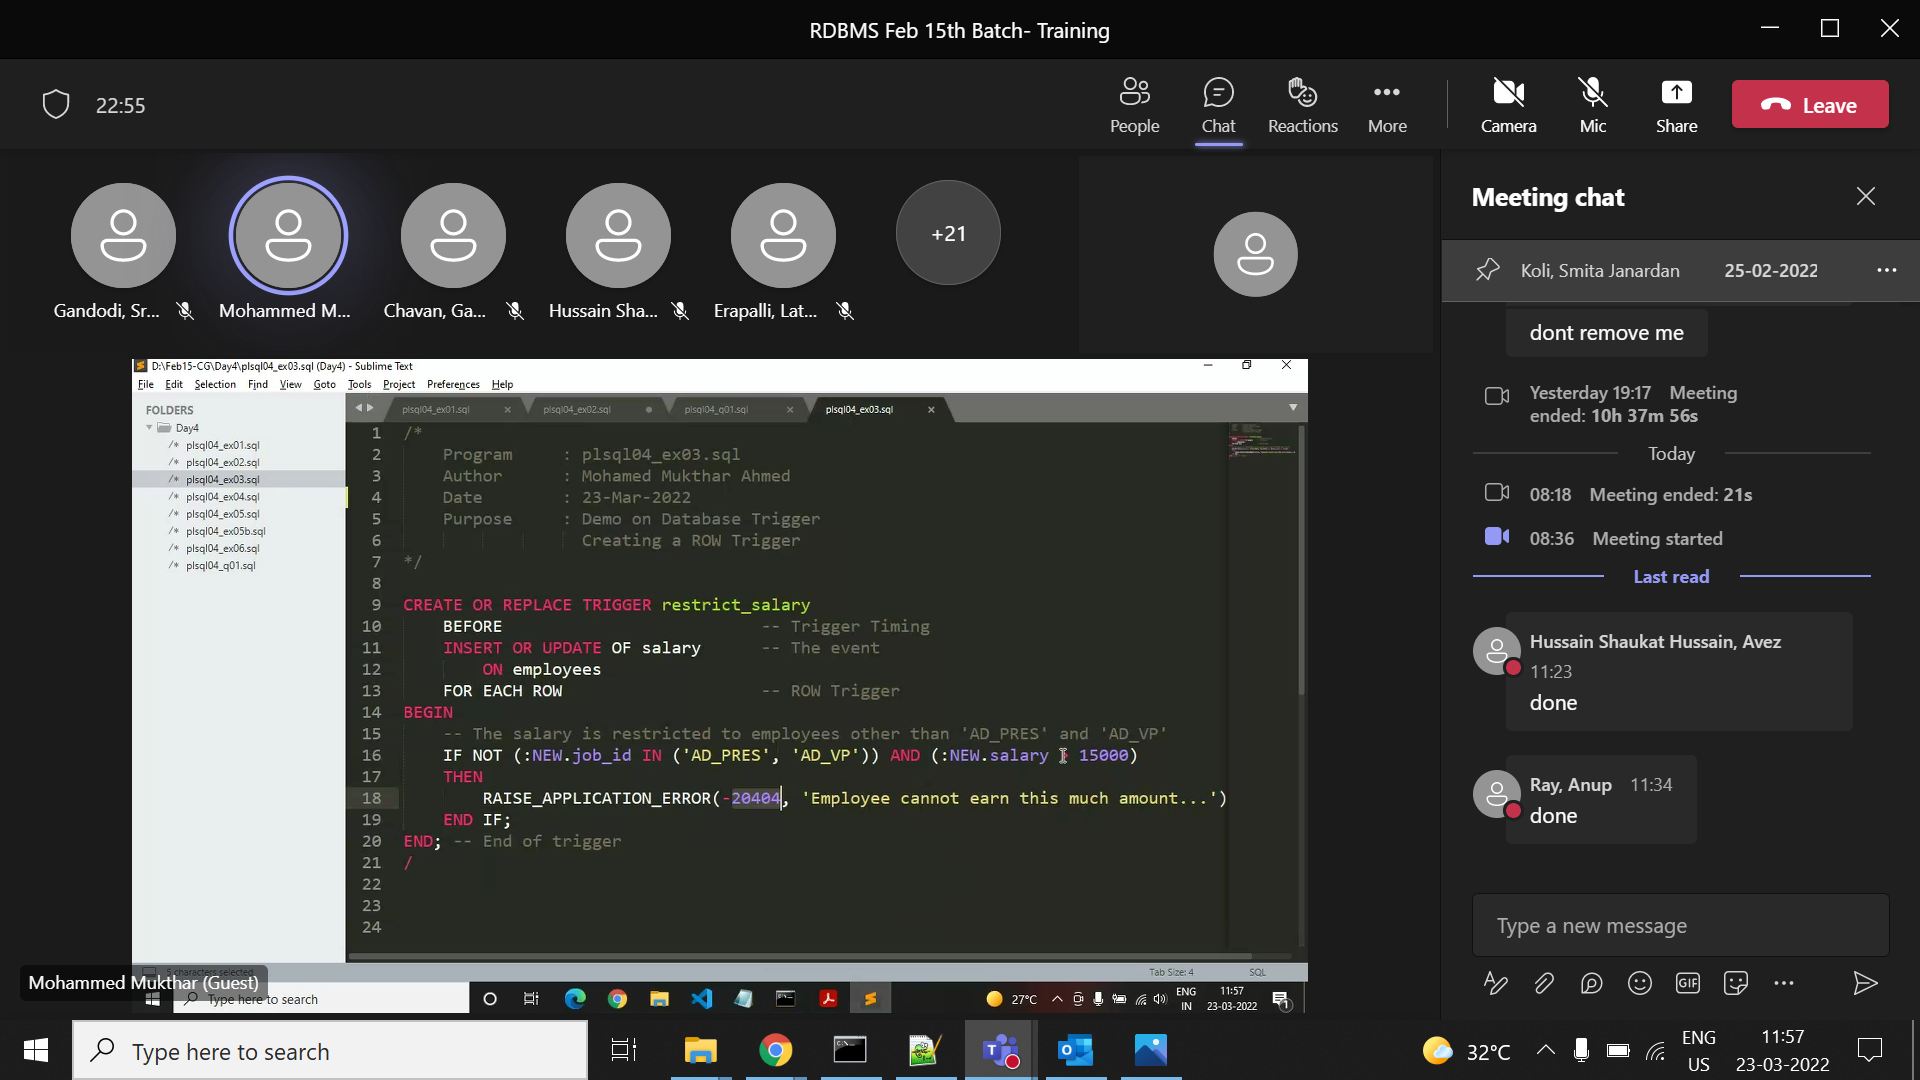 RDBMS Feb 15th Batch- Training
22:55
People
Chat
Reactions
More
Camera
Mic
Share
Leave
Gandodi, Sr...
Mohammed M...
Chavan, Ga...
Hussain Sha...
Erapalli, Lat...
+21
D:\Feb15-CG\Day4\plsql04_ex03.sql (Day4) - Sublime Text
File Edit Selection Find View Goto Tools Project Preferences Help
FOLDERS
Day4
/* plsql04_ex01.sql
/* plsql04_ex02.sql
/* plsql04_ex03.sql
/* plsql04_ex04.sql
/* plsql04_ex05.sql
/* plsql04_ex05b.sql
/* plsql04_ex06.sql
/* plsql04_q01.sql
plsql04_ex01.sql
plsql04_ex02.sql
plsql04_q01.sql
plsql04_ex03.sql
1 /*
2 Program : plsql04_ex03.sql
3 Author : Mohamed Mukthar Ahmed
4 Date : 23-Mar-2022
5 Purpose : Demo on Database Trigger
6 : Creating a ROW Trigger
7 */
8
9 CREATE OR REPLACE TRIGGER restrict_salary
10 BEFORE -- Trigger Timing
11 INSERT OR UPDATE OF salary -- The event
12 ON employees
13 FOR EACH ROW -- ROW Trigger
14 BEGIN
15 -- The salary is restricted to employees other than 'AD_PRES' and 'AD_VP'
16 IF NOT (:NEW.job_id IN ('AD_PRES', 'AD_VP')) AND (:NEW.salary > 15000)
17 THEN
18 RAISE_APPLICATION_ERROR(-20404, 'Employee cannot earn this much amount...')
19 END IF;
20 END; -- End of trigger
21 /
22
23
24
5 characters selected
Tab Size: 4
SQL
Mohammed Mukthar (Guest)
Type here to search
27°C
ENG
IN
11:57
23-03-2022
1
Meeting chat
Koli, Smita Janardan 25-02-2022
dont remove me
Yesterday 19:17 Meeting
ended: 10h 37m 56s
Today
08:18 Meeting ended: 21s
08:36 Meeting started
Last read
Hussain Shaukat Hussain, Avez
11:23
done
Ray, Anup 11:34
done
Type a new message
GIF
Type here to search
32°C
ENG
US
11:57
23-03-2022